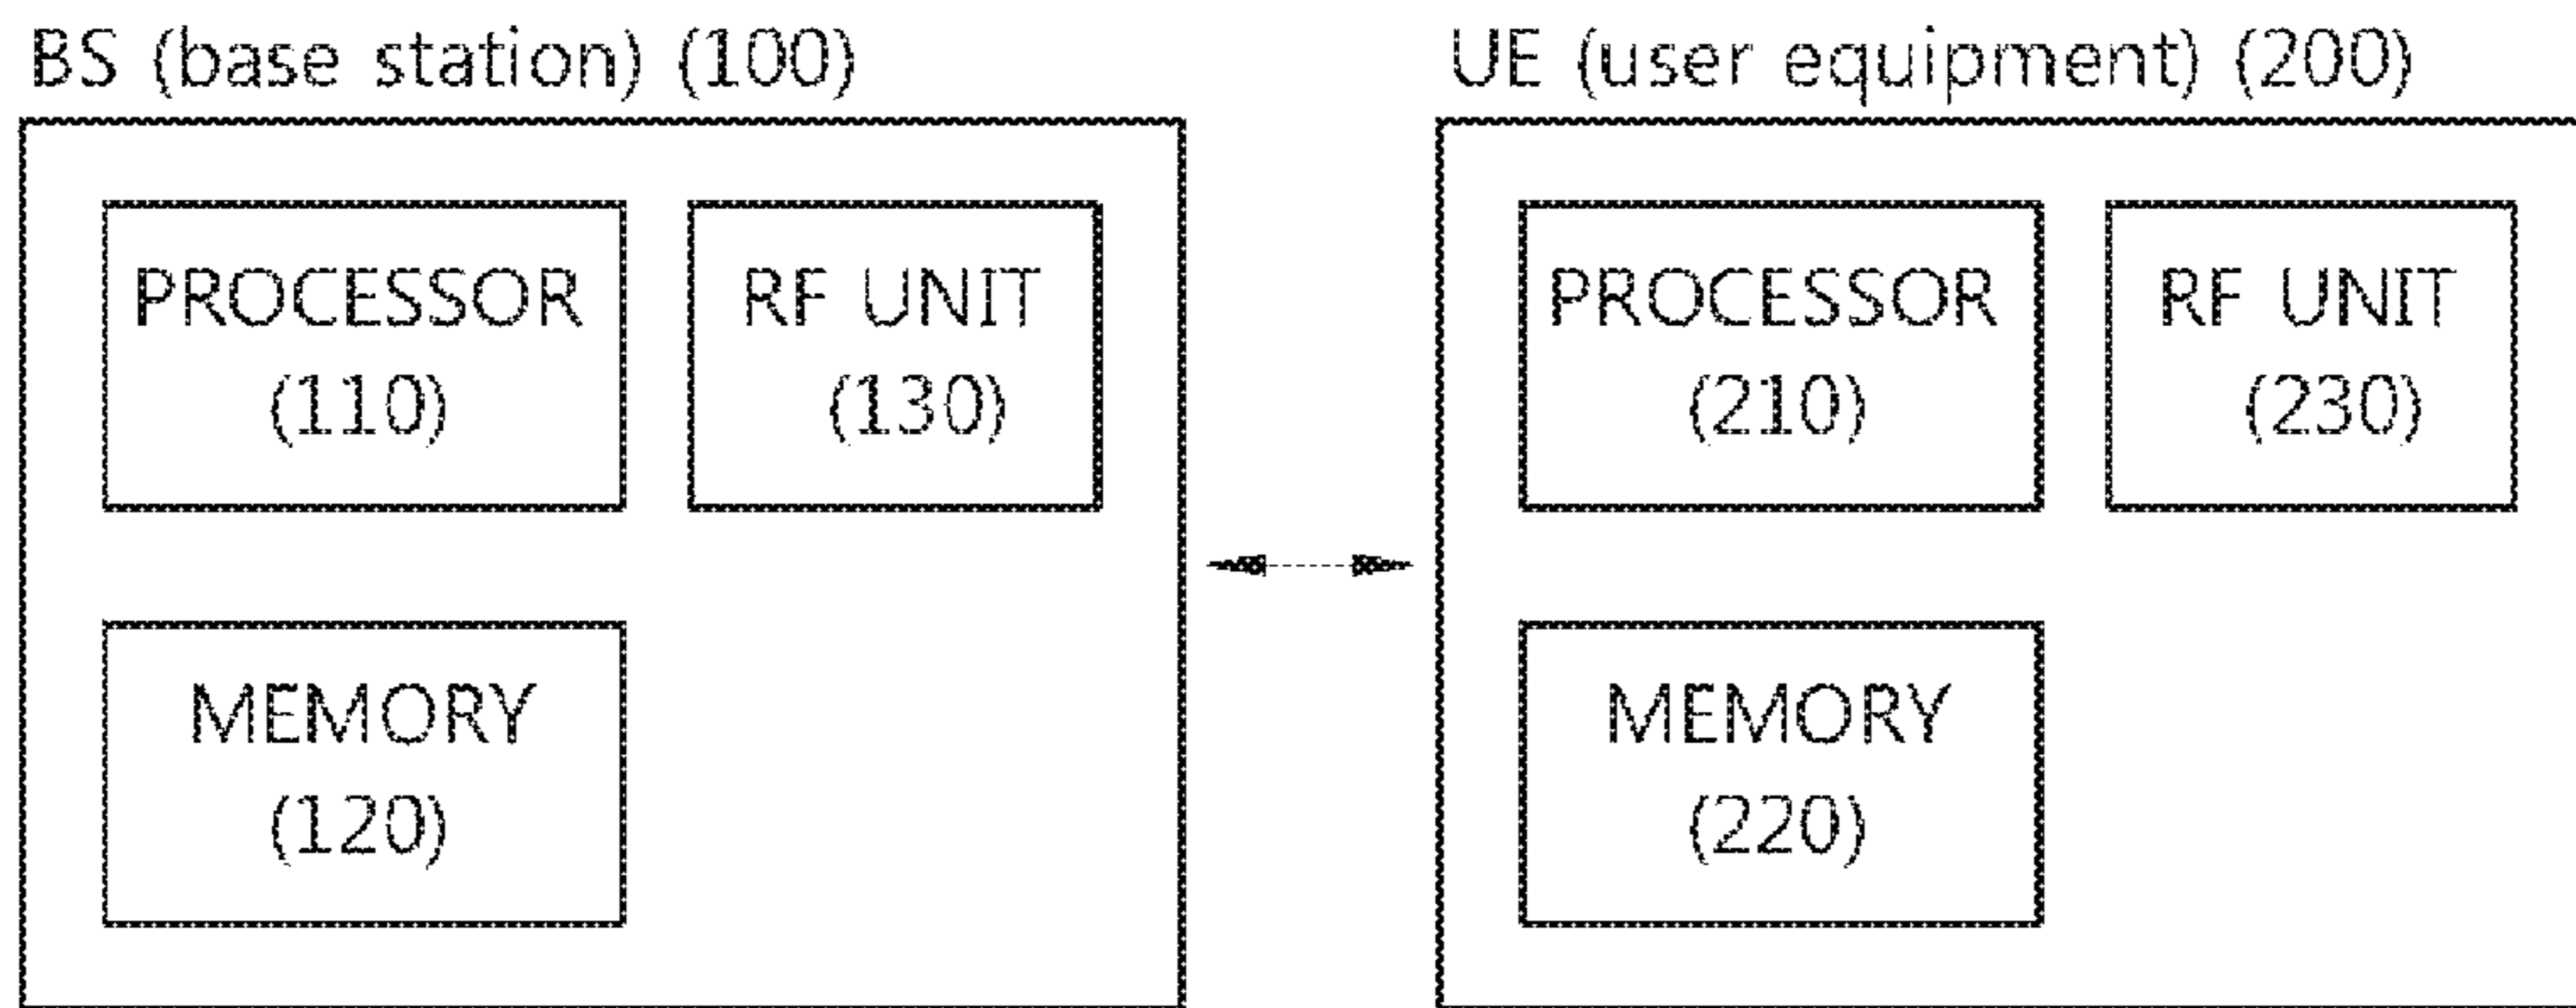 BS (base station) (100)
PROCESSOR
(110)
RF UNIT
(130)
MEMORY
(120)
UE (user equipment) (200)
PROCESSOR
(210)
RF UNIT
(230)
MEMORY
(220)